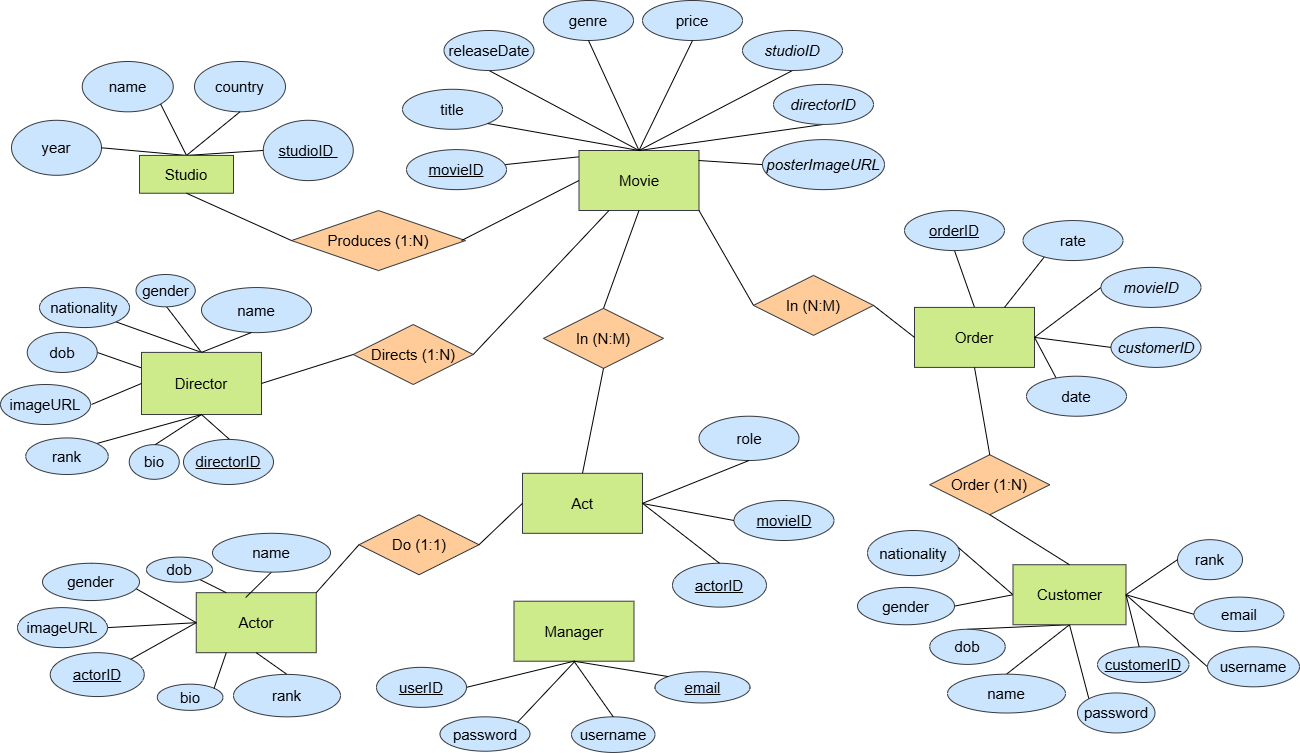 genre
price
releaseDate
studioID
name
country
title
directorID
year
studioID
movieID
posterImageURL
Studio
Movie
Produces (1:N)
orderID
rate
movieID
gender
nationality
name
In (N:M)
In (N:M)
Order
customerID
dob
Directs (1:N)
Director
imageURL
date
rank
bio
directorID
role
Order (1:N)
Act
movieID
Do (1:1)
name
dob
gender
actorID
nationality
rank
gender
Customer
email
imageURL
Actor
Manager
dob
customerID
username
actorID
bio
rank
userID
email
name
password
password
username